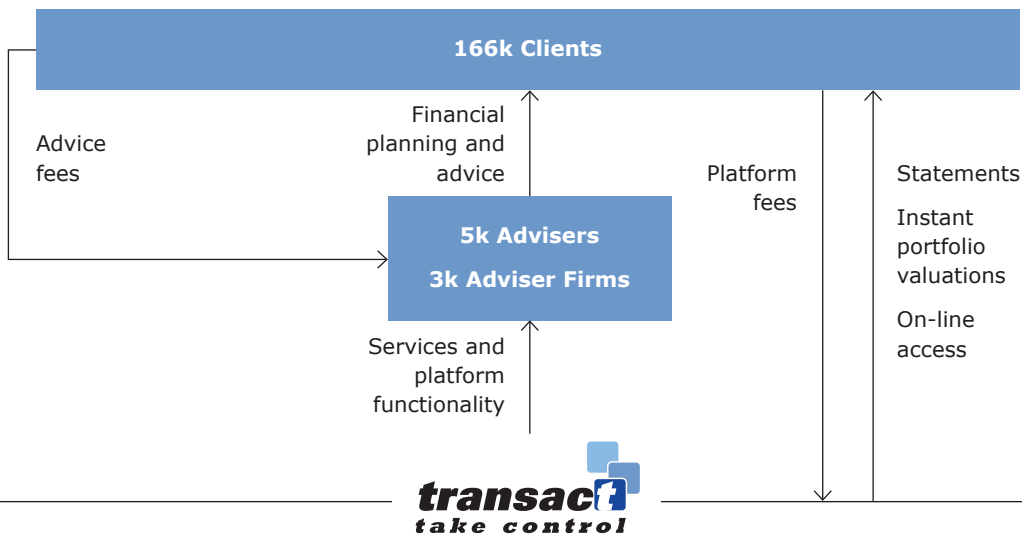 166k Clients
Advice
fees
Financial
planning and
advice
Platform
fees
Statements
Instant
portfolio
valuations
On-line
access
5k Advisers
3k Adviser Firms
Services and
platform
functionality
transact
take control